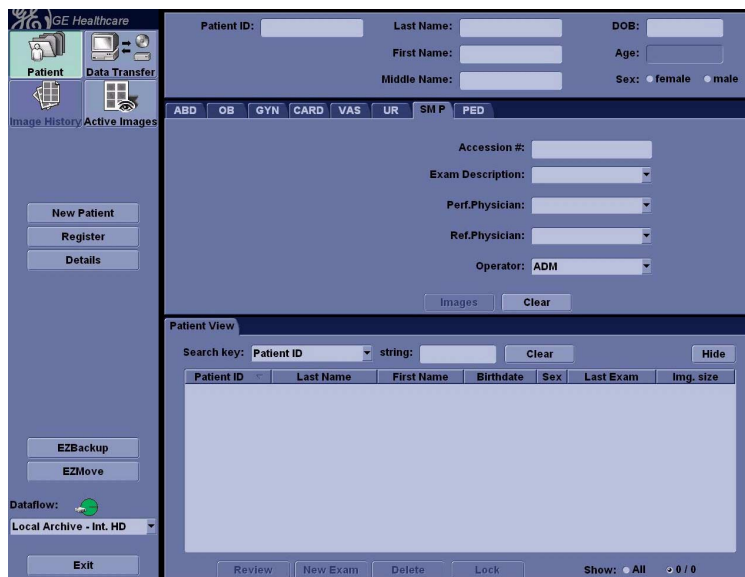 GE Healthcare
Patient
Data Transfer
Image History
Active Images
New Patient
Register
Details
EZBackup
EZMove
Dataflow:
Local Archive - Int. HD
Exit
Patient ID:
Last Name:
DOB:
First Name:
Age:
Middle Name:
Sex: female male
ABD OB GYN CARD VAS UR SM P PED
Accession #:
Exam Description:
Perf.Physician:
Ref.Physician:
Operator: ADM
Images Clear
Patient View
Search key: Patient ID string: Clear Hide
Patient ID Last Name First Name Birthdate Sex Last Exam Img. size
Review New Exam Delete Lock Show: All 0 / 0